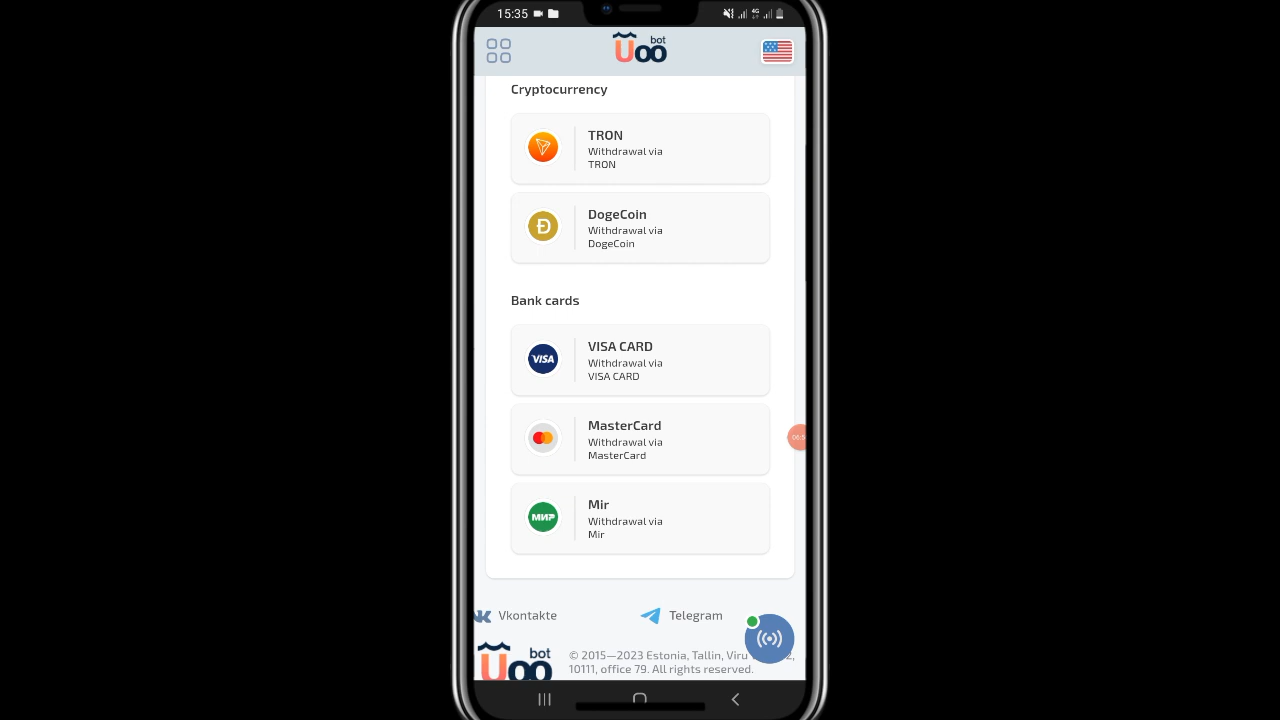 15:35
4G
Uoo bot
Cryptocurrency
TRON
Withdrawal via
TRON
DogeCoin
Withdrawal via
DogeCoin
Bank cards
VISA
VISA CARD
Withdrawal via
VISA CARD
MasterCard
Withdrawal via
MasterCard
МИР
Mir
Withdrawal via
Mir
Vkontakte
Telegram
Uoo bot
© 2015—2023 Estonia, Tallin, Viru
10111, office 79. All rights reserved.